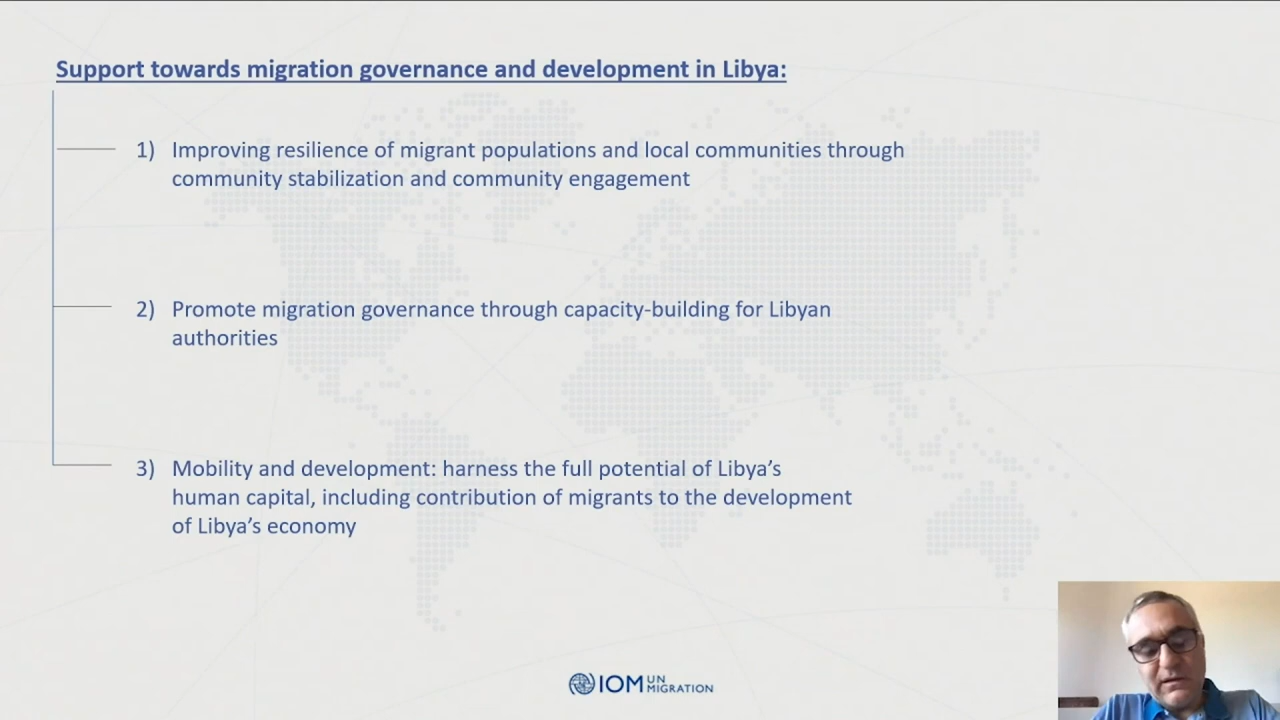 Support towards migration governance and development in Libya:
1) Improving resilience of migrant populations and local communities through
community stabilization and community engagement
2) Promote migration governance through capacity-building for Libyan
authorities
3) Mobility and development: harness the full potential of Libya’s
human capital, including contribution of migrants to the development
of Libya’s economy
IOM UN MIGRATION